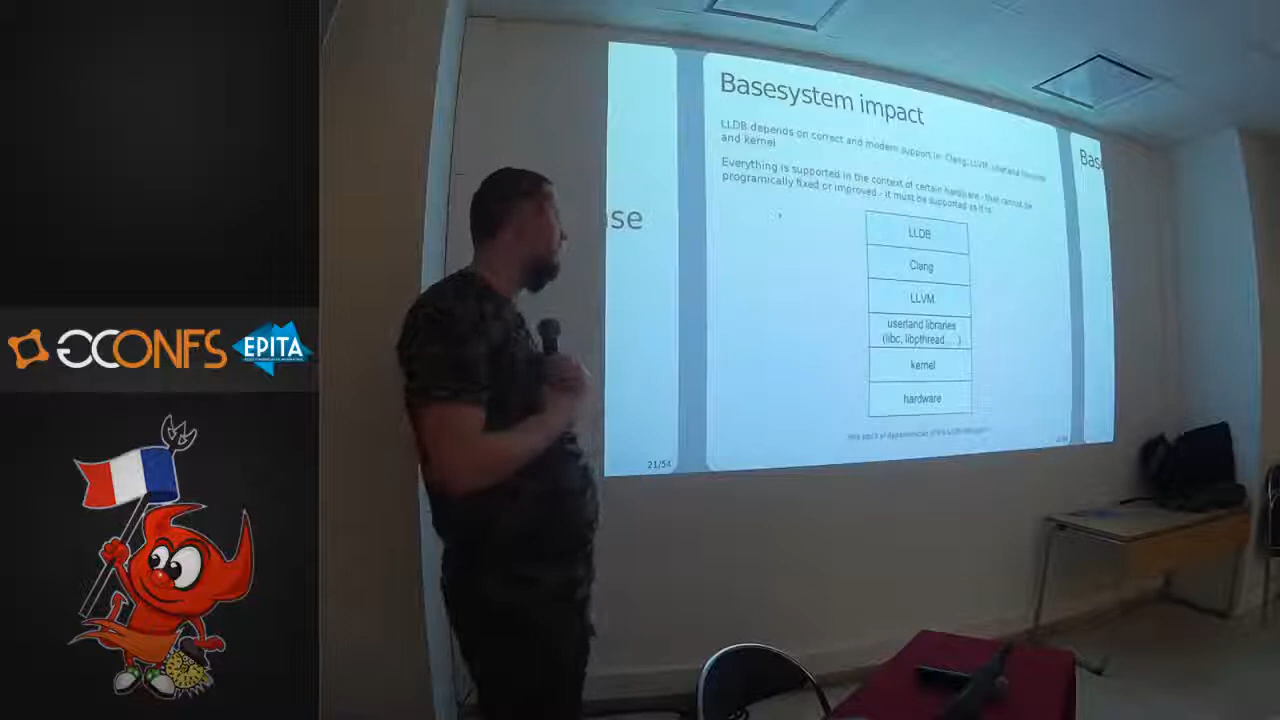 GCONFS
EPITA
ase
21/54
Basesystem impact
LLDB depends on correct and modern support in: Clang, LLVM, userland libraries
and kernel
Everything is supported in the context of certain hardware - that cannot be
programically fixed or improved - it must be supported as it is
LLDB
Clang
LLVM
userland libraries
(libc, libpthread ... )
kernel
hardware
Bas